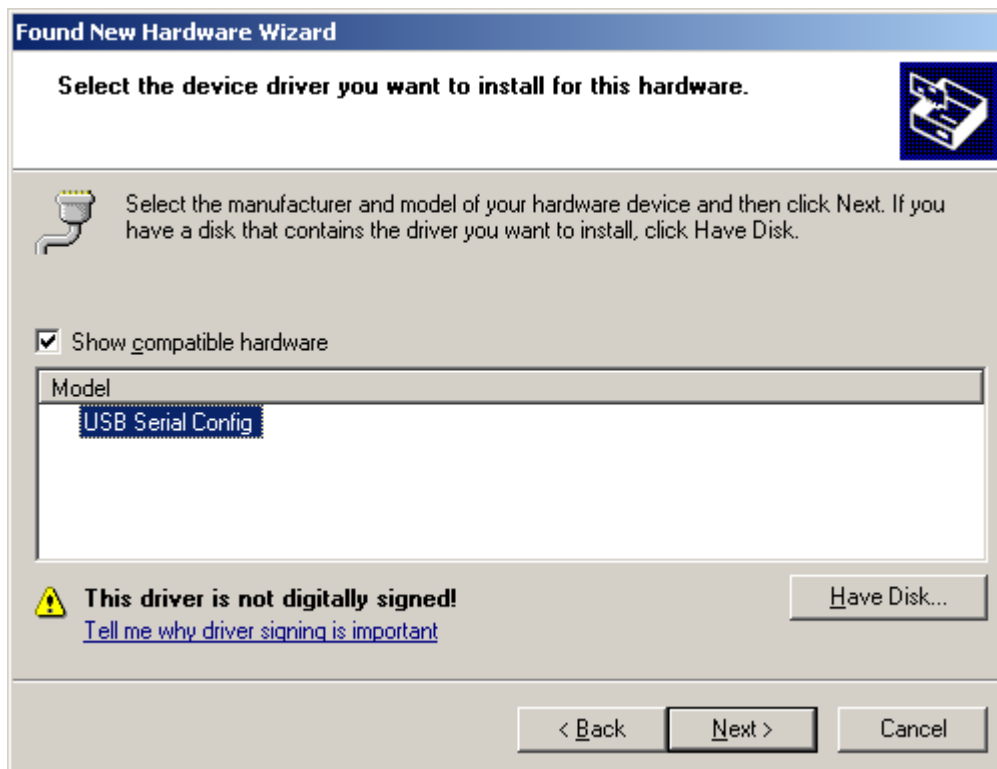 Found New Hardware Wizard
Select the device driver you want to install for this hardware.
Select the manufacturer and model of your hardware device and then click Next. If you
have a disk that contains the driver you want to install, click Have Disk.
Show compatible hardware
Model
USB Serial Config
This driver is not digitally signed!
Have Disk...
Tell me why driver signing is important
< Back
Next >
Cancel